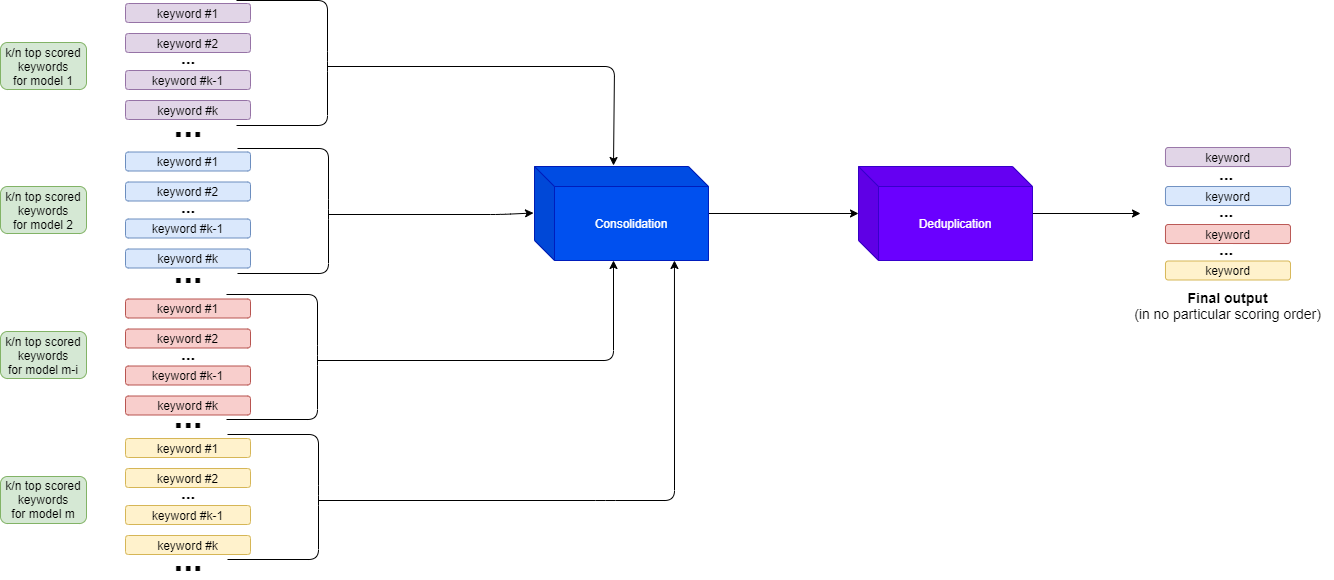 k/n top scored
keywords
for model 1
keyword #1
keyword #2
...
keyword #k-1
keyword #k
...
k/n top scored
keywords
for model 2
keyword #1
keyword #2
...
keyword #k-1
keyword #k
...
k/n top scored
keywords
for model m-i
keyword #1
keyword #2
...
keyword #k-1
keyword #k
...
k/n top scored
keywords
for model m
keyword #1
keyword #2
...
keyword #k-1
keyword #k
...
Consolidation
Deduplication
keyword
...
keyword
...
keyword
...
keyword
Final output
(in no particular scoring order)